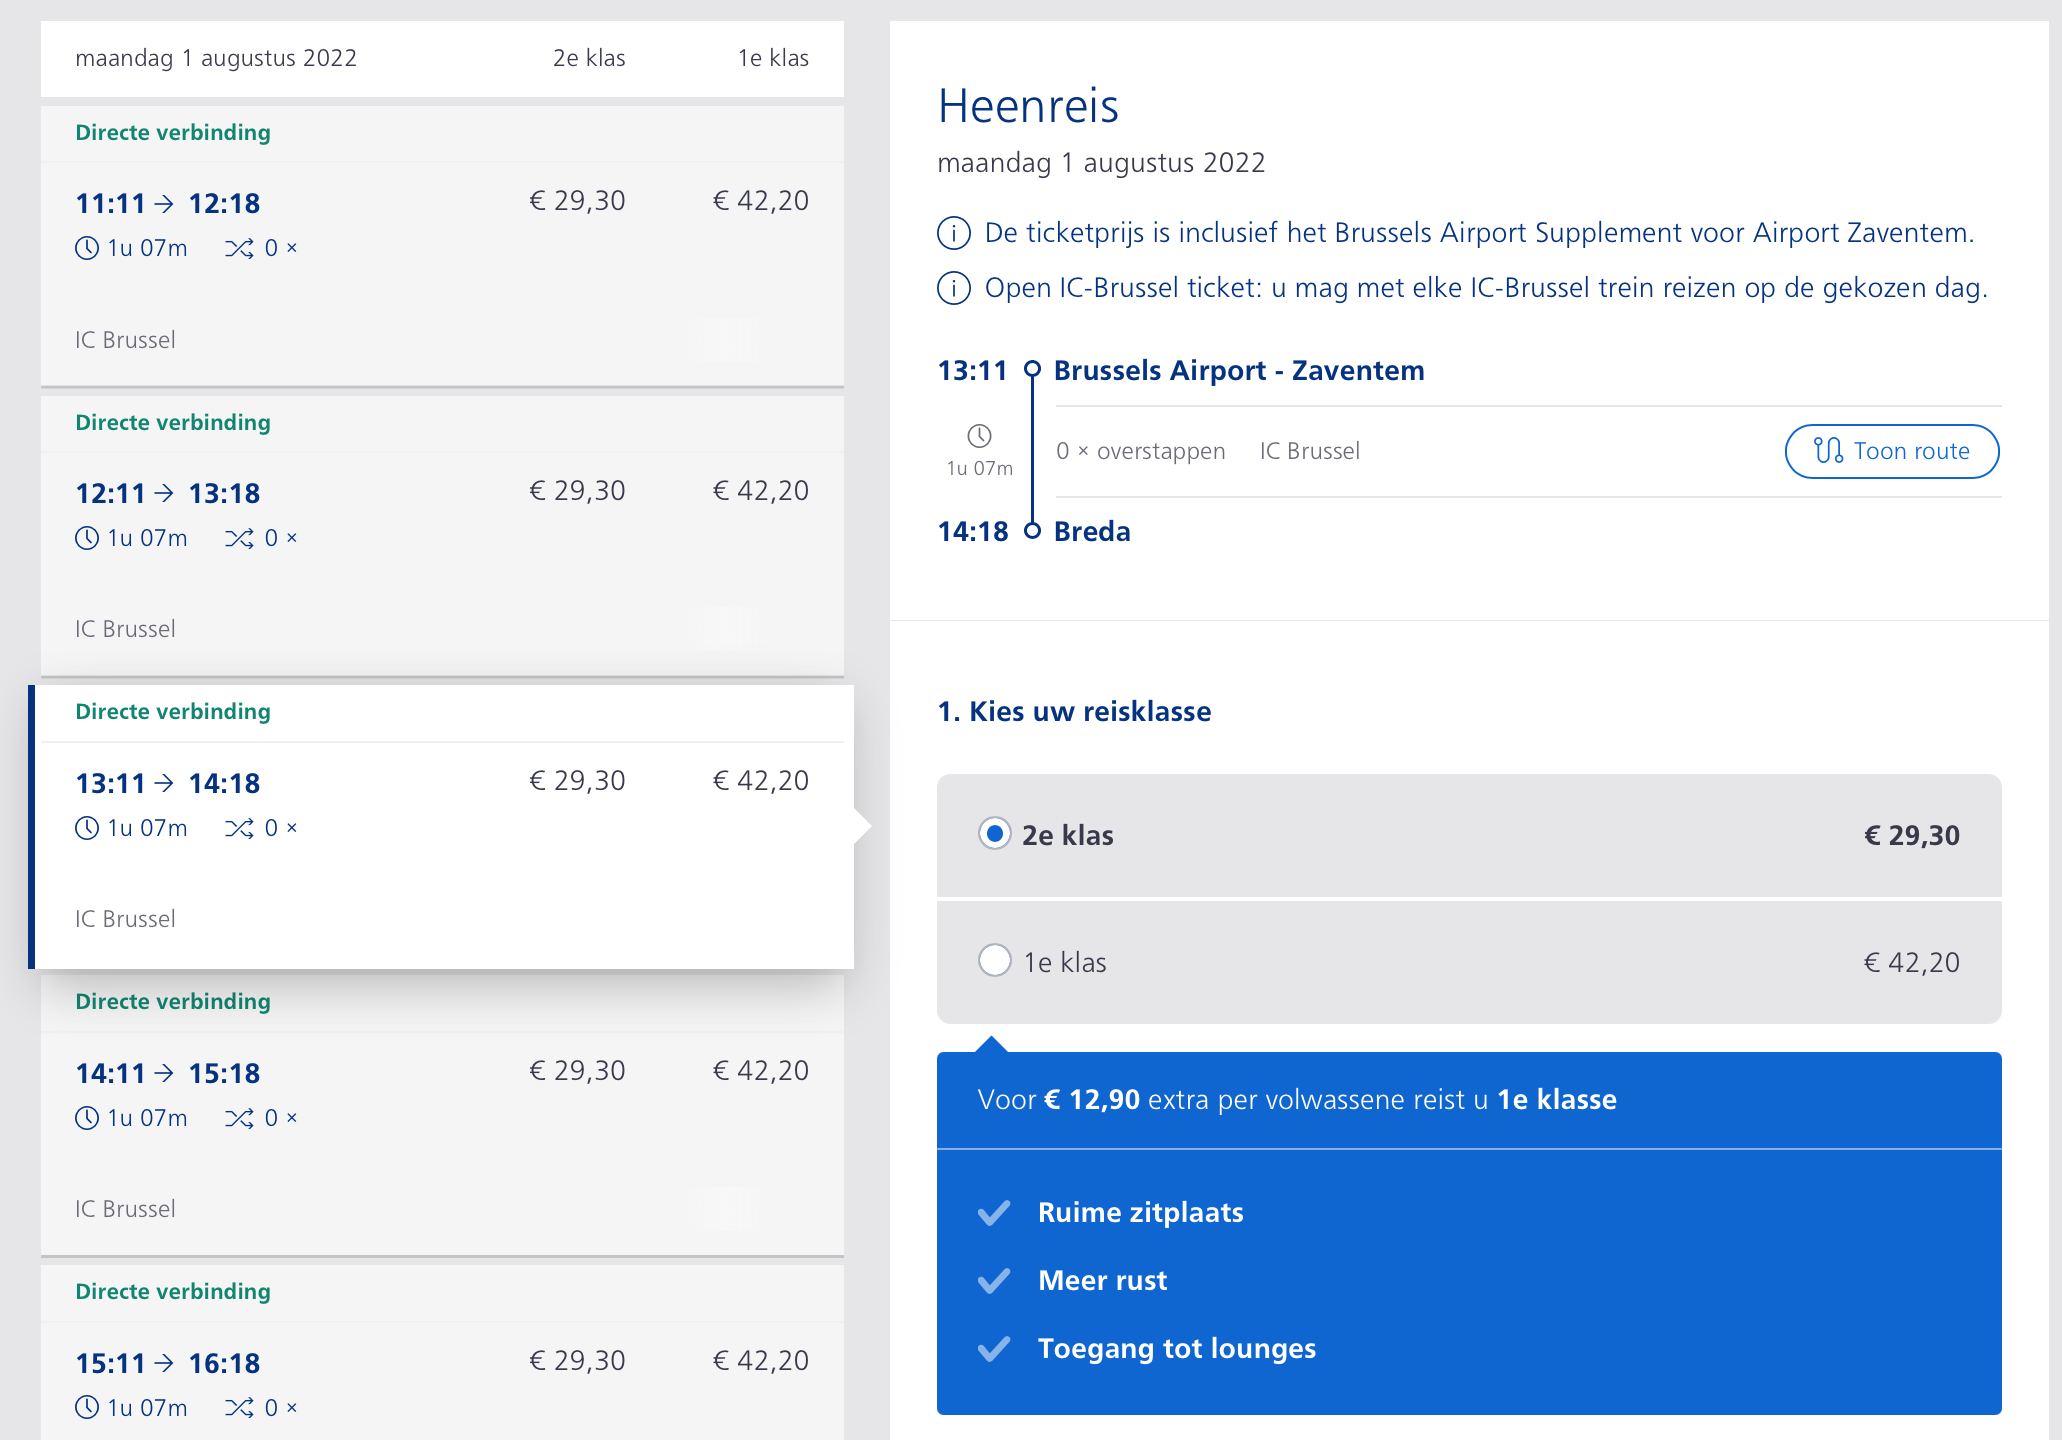 maandag 1 augustus 2022 2e klas 1e klas
Directe verbinding
11:11 → 12:18 € 29,30 € 42,20
1u 07m 0 ×
IC Brussel
Directe verbinding
12:11 → 13:18 € 29,30 € 42,20
1u 07m 0 ×
IC Brussel
Directe verbinding
13:11 → 14:18 € 29,30 € 42,20
1u 07m 0 ×
IC Brussel
Directe verbinding
14:11 → 15:18 € 29,30 € 42,20
1u 07m 0 ×
IC Brussel
Directe verbinding
15:11 → 16:18 € 29,30 € 42,20
1u 07m 0 ×
Heenreis
maandag 1 augustus 2022
De ticketprijs is inclusief het Brussels Airport Supplement voor Airport Zaventem.
Open IC-Brussel ticket: u mag met elke IC-Brussel trein reizen op de gekozen dag.
13:11 Brussels Airport - Zaventem
1u 07m 0 × overstappen IC Brussel Toon route
14:18 Breda
1. Kies uw reisklasse
2e klas € 29,30
1e klas € 42,20
Voor € 12,90 extra per volwassene reist u 1e klasse
Ruime zitplaats
Meer rust
Toegang tot lounges